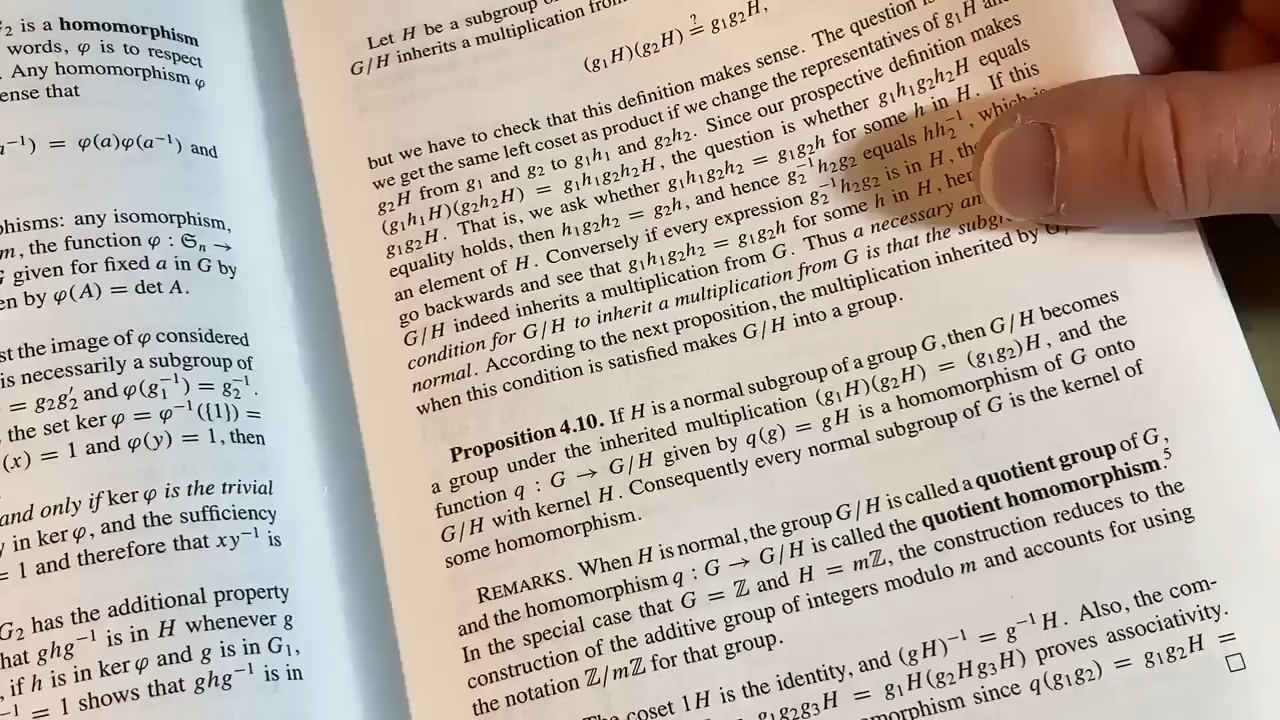 G₂ is a homomorphism
words, φ is to respect
. Any homomorphism φ
ense that
a⁻¹) = φ(a)φ(a⁻¹) and
phisms: any isomorphism,
m, the function φ : 𝔖ₙ →
given for fixed a in G by
en by φ(A) = det A.
st the image of φ considered
is necessarily a subgroup of
= g₂g₂′ and φ(g₁⁻¹) = g₂⁻¹.
, the set ker φ = φ⁻¹({1}) =
(x) = 1 and φ(y) = 1, then
and only if ker φ is the trivial
y in ker φ, and the sufficiency
= 1 and therefore that xy⁻¹ is
G₂ has the additional property
hat ghg⁻¹ is in H whenever g
, if h is in ker φ and g is in G₁,
⁻¹ = 1 shows that ghg⁻¹ is in
Let H be a subgroup
G/H inherits a multiplication from
(g₁H)(g₂H) ≟ g₁g₂H,
but we have to check that this definition makes sense. The question is
we get the same left coset as product if we change the representatives of g₁H and
g₂H from g₁ and g₂ to g₁h₁ and g₂h₂. Since our prospective definition makes
(g₁h₁H)(g₂h₂H) = g₁h₁g₂h₂H, the question is whether g₁h₁g₂h₂H equals
g₁g₂H. That is, we ask whether g₁h₁g₂h₂ = g₁g₂h for some h in H. If this
equality holds, then h₁g₂h₂ = g₂h, and hence g₂⁻¹h₁g₂ equals hh₂⁻¹, which is
an element of H. Conversely if every expression g₂⁻¹h₁g₂ is in H, the
go backwards and see that g₁h₁g₂h₂ = g₁g₂h for some h in H, her
G/H indeed inherits a multiplication from G. Thus a necessary an
condition for G/H to inherit a multiplication from G is that the subgr
normal. According to the next proposition, the multiplication inherited by G/
when this condition is satisfied makes G/H into a group.
Proposition 4.10. If H is a normal subgroup of a group G, then G/H becomes
a group under the inherited multiplication (g₁H)(g₂H) = (g₁g₂)H, and the
function q : G → G/H given by q(g) = gH is a homomorphism of G onto
G/H with kernel H. Consequently every normal subgroup of G is the kernel of
some homomorphism.
REMARKS. When H is normal, the group G/H is called a quotient group of G,
and the homomorphism q : G → G/H is called the quotient homomorphism.⁵
In the special case that G = ℤ and H = mℤ, the construction reduces to the
construction of the additive group of integers modulo m and accounts for using
the notation ℤ/mℤ for that group.
coset 1H is the identity, and (gH)⁻¹ = g⁻¹H. Also, the com-
g₁g₂g₃H = g₁H(g₂Hg₃H) proves associativity.
morphism since q(g₁g₂) = g₁g₂H =
□